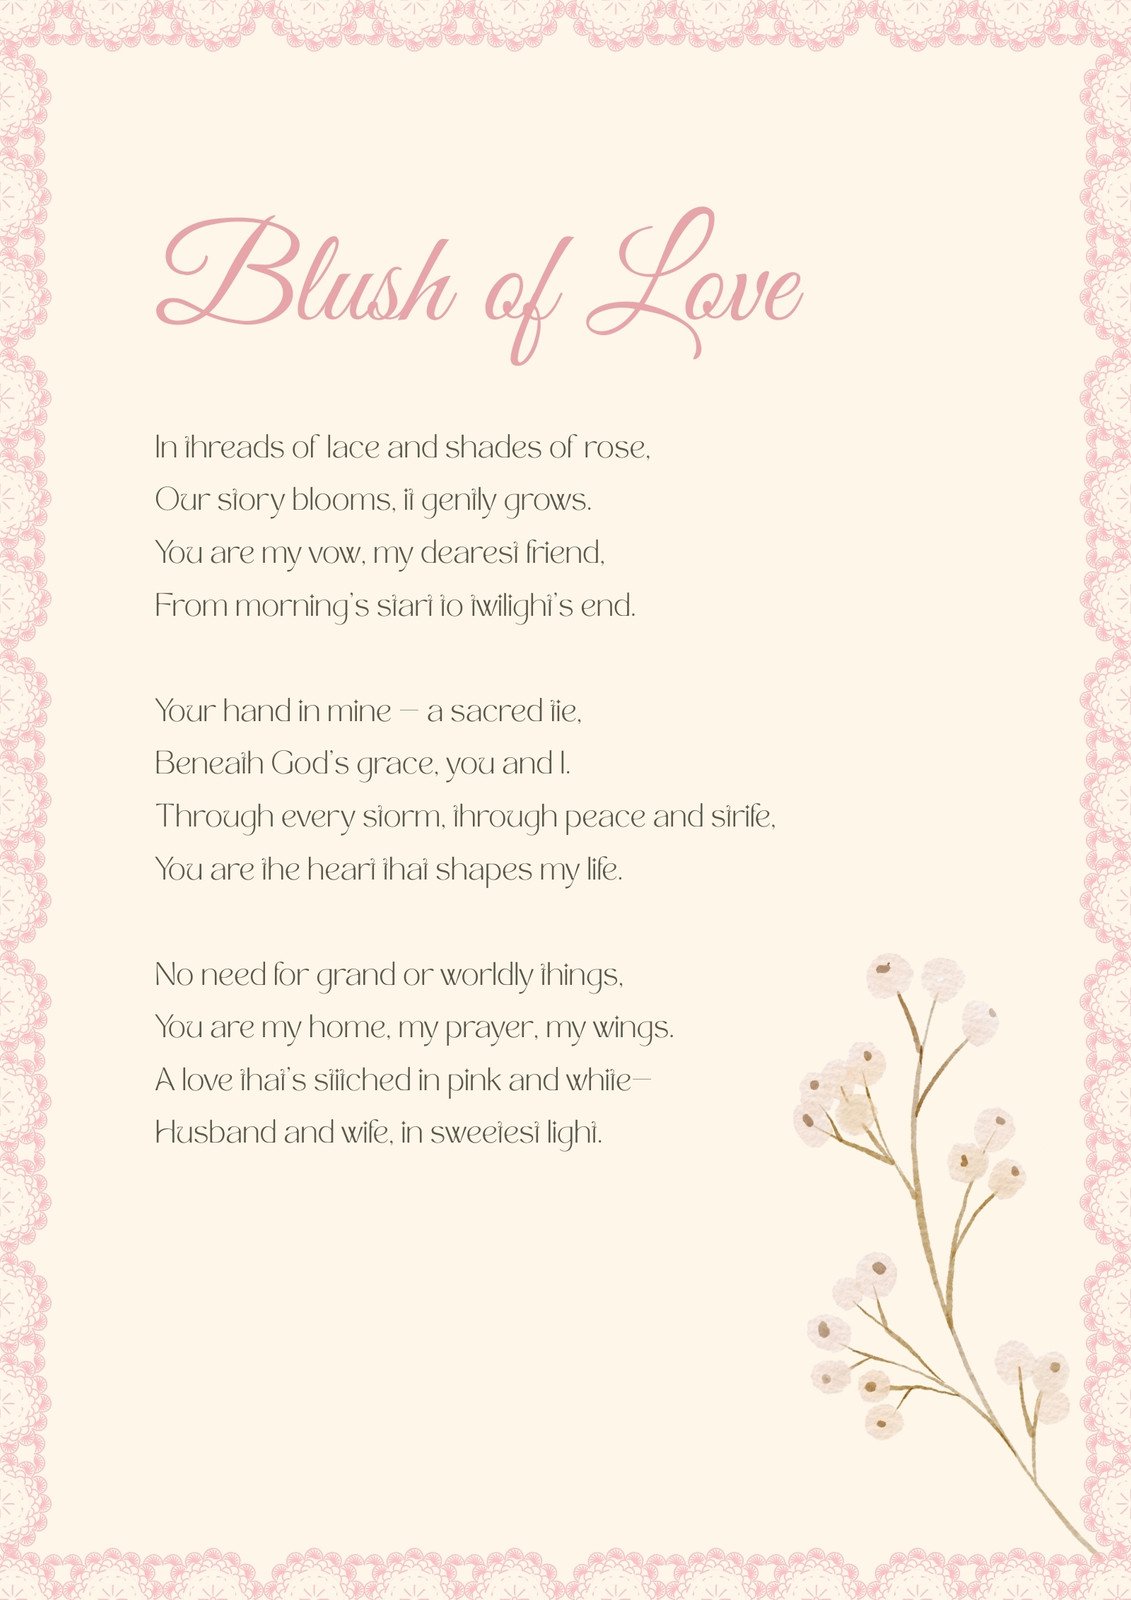 Blush of Love
In threads of lace and shades of rose,
Our story blooms, it gently grows.
You are my vow, my dearest friend,
From morning's start to twilight's end.
Your hand in mine – a sacred tie,
Beneath God's grace, you and I.
Through every storm, through peace and strife,
You are the heart that shapes my life.
No need for grand or worldly things,
You are my home, my prayer, my wings.
A love that's stitched in pink and white—
Husband and wife, in sweetest light.